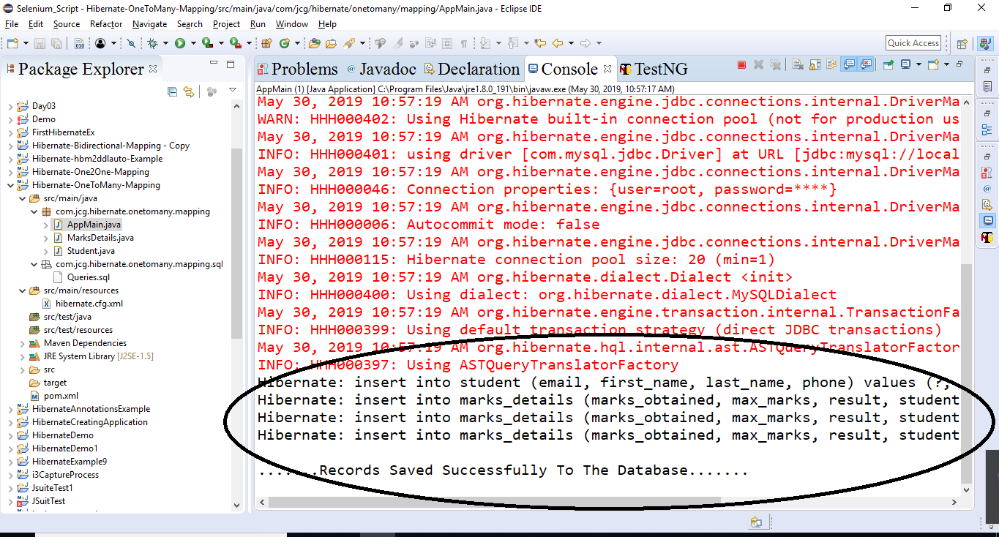 Selenium_Script - Hibernate-OneToMany-Mapping/src/main/java/com/jcg/hibernate/onetomany/mapping/AppMain.java - Eclipse IDE
File Edit Source Refactor Navigate Search Project Run Window Help
Quick Access
Package Explorer
Day03
Demo
FirstHibernateEx
Hibernate-Bidirectional-Mapping - Copy
Hibernate-hbm2ddlauto-Example
Hibernate-One2One-Mapping
Hibernate-OneToMany-Mapping
src/main/java
com.jcg.hibernate.onetomany.mapping
AppMain.java
MarksDetails.java
Student.java
com.jcg.hibernate.onetomany.mapping.sql
Queries.sql
src/main/resources
hibernate.cfg.xml
src/test/java
src/test/resources
Maven Dependencies
JRE System Library [J2SE-1.5]
src
target
pom.xml
HibernateAnnotationsExample
HibernateCreatingApplication
HibernateDemo
HibernateDemo1
HibernateExample9
i3CaptureProcess
JsuiteTest1
JSuitTest
Problems Javadoc Declaration Console TestNG
AppMain (1) [Java Application] C:\Program Files\Java\jre1.8.0_191\bin\javaw.exe (May 30, 2019, 10:57:17 AM)
May 30, 2019 10:57:19 AM org.hibernate.engine.jdbc.connections.internal.DriverMa
WARN: HHH000402: Using Hibernate built-in connection pool (not for production us
May 30, 2019 10:57:19 AM org.hibernate.engine.jdbc.connections.internal.DriverMa
INFO: HHH000401: using driver [com.mysql.jdbc.Driver] at URL [jdbc:mysql://local
May 30, 2019 10:57:19 AM org.hibernate.engine.jdbc.connections.internal.DriverMa
INFO: HHH000046: Connection properties: {user=root, password=****}
May 30, 2019 10:57:19 AM org.hibernate.engine.jdbc.connections.internal.DriverMa
INFO: HHH000006: Autocommit mode: false
May 30, 2019 10:57:19 AM org.hibernate.engine.jdbc.connections.internal.DriverMa
INFO: HHH000115: Hibernate connection pool size: 20 (min=1)
May 30, 2019 10:57:19 AM org.hibernate.dialect.Dialect <init>
INFO: HHH000400: Using dialect: org.hibernate.dialect.MySQLDialect
May 30, 2019 10:57:19 AM org.hibernate.engine.transaction.internal.TransactionFa
INFO: HHH000399: Using default transaction strategy (direct JDBC transactions)
May 30, 2019 10:57:19 AM org.hibernate.hql.internal.ast.ASTQueryTranslatorFactor
INFO: HHH000397: Using ASTQueryTranslatorFactory
Hibernate: insert into student (email, first_name, last_name, phone) values (?,
Hibernate: insert into marks_details (marks_obtained, max_marks, result, student
Hibernate: insert into marks_details (marks_obtained, max_marks, result, student
Hibernate: insert into marks_details (marks_obtained, max_marks, result, student
.......Records Saved Successfully To The Database.......